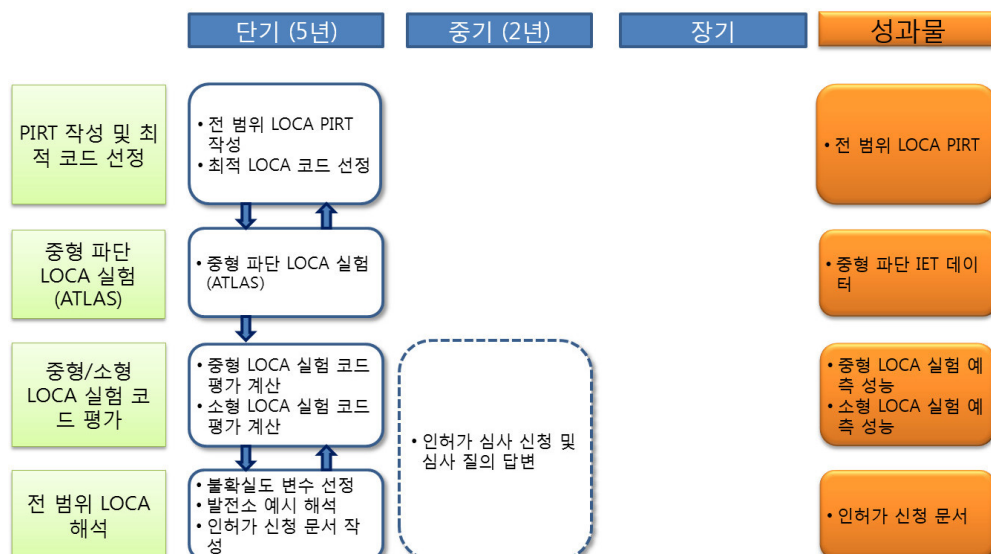 단기 (5년)
중기 (2년)
장기
성과물
PIRT 작성 및 최
적 코드 선정
• 전 범위 LOCA PIRT
작성
• 최적 LOCA 코드 선정
• 전 범위 LOCA PIRT
중형 파단
LOCA 실험
(ATLAS)
• 중형 파단 LOCA 실험
(ATLAS)
• 중형 파단 IET 데이
터
중형/소형
LOCA 실험 코
드 평가
• 중형 LOCA 실험 코드
평가 계산
• 소형 LOCA 실험 코드
평가 계산
• 인허가 심사 신청 및
심사 질의 답변
• 중형 LOCA 실험 예
측 성능
• 소형 LOCA 실험 예
측 성능
전 범위 LOCA
해석
• 불확실도 변수 선정
• 발전소 예시 해석
• 인허가 신청 문서 작
성
• 인허가 신청 문서